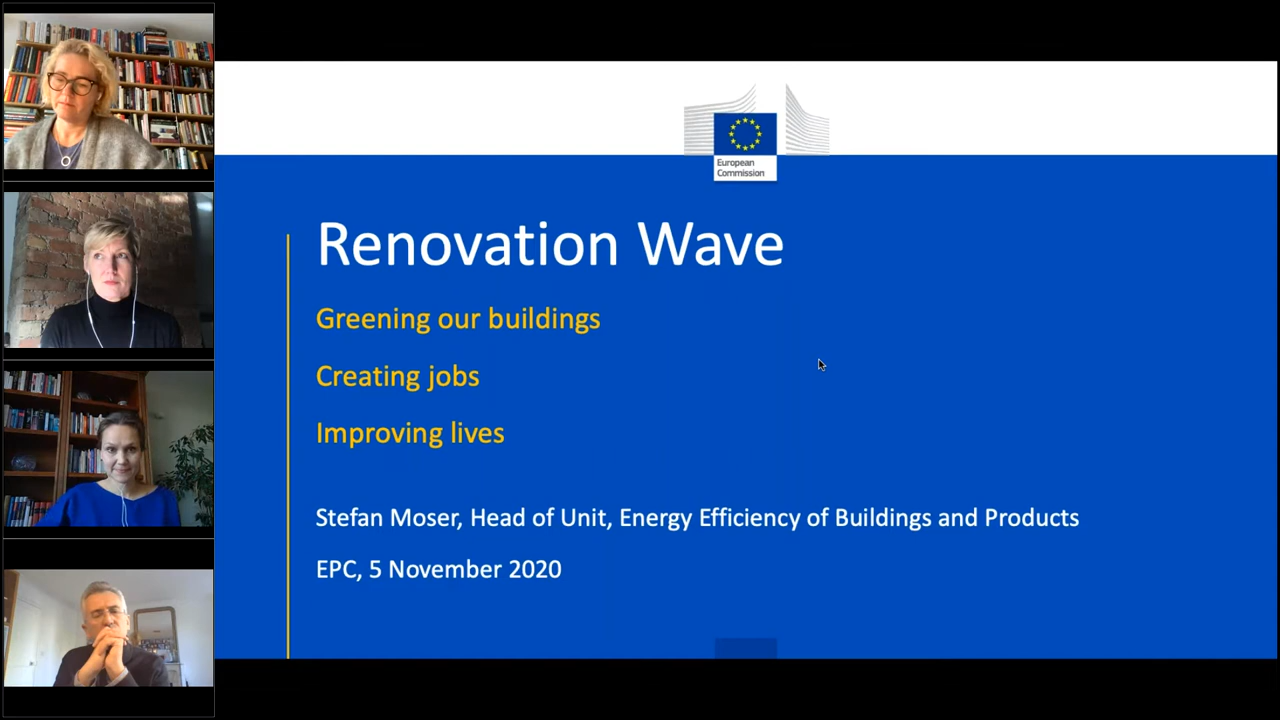 European
Commission
Renovation Wave
Greening our buildings
Creating jobs
Improving lives
Stefan Moser, Head of Unit, Energy Efficiency of Buildings and Products
EPC, 5 November 2020